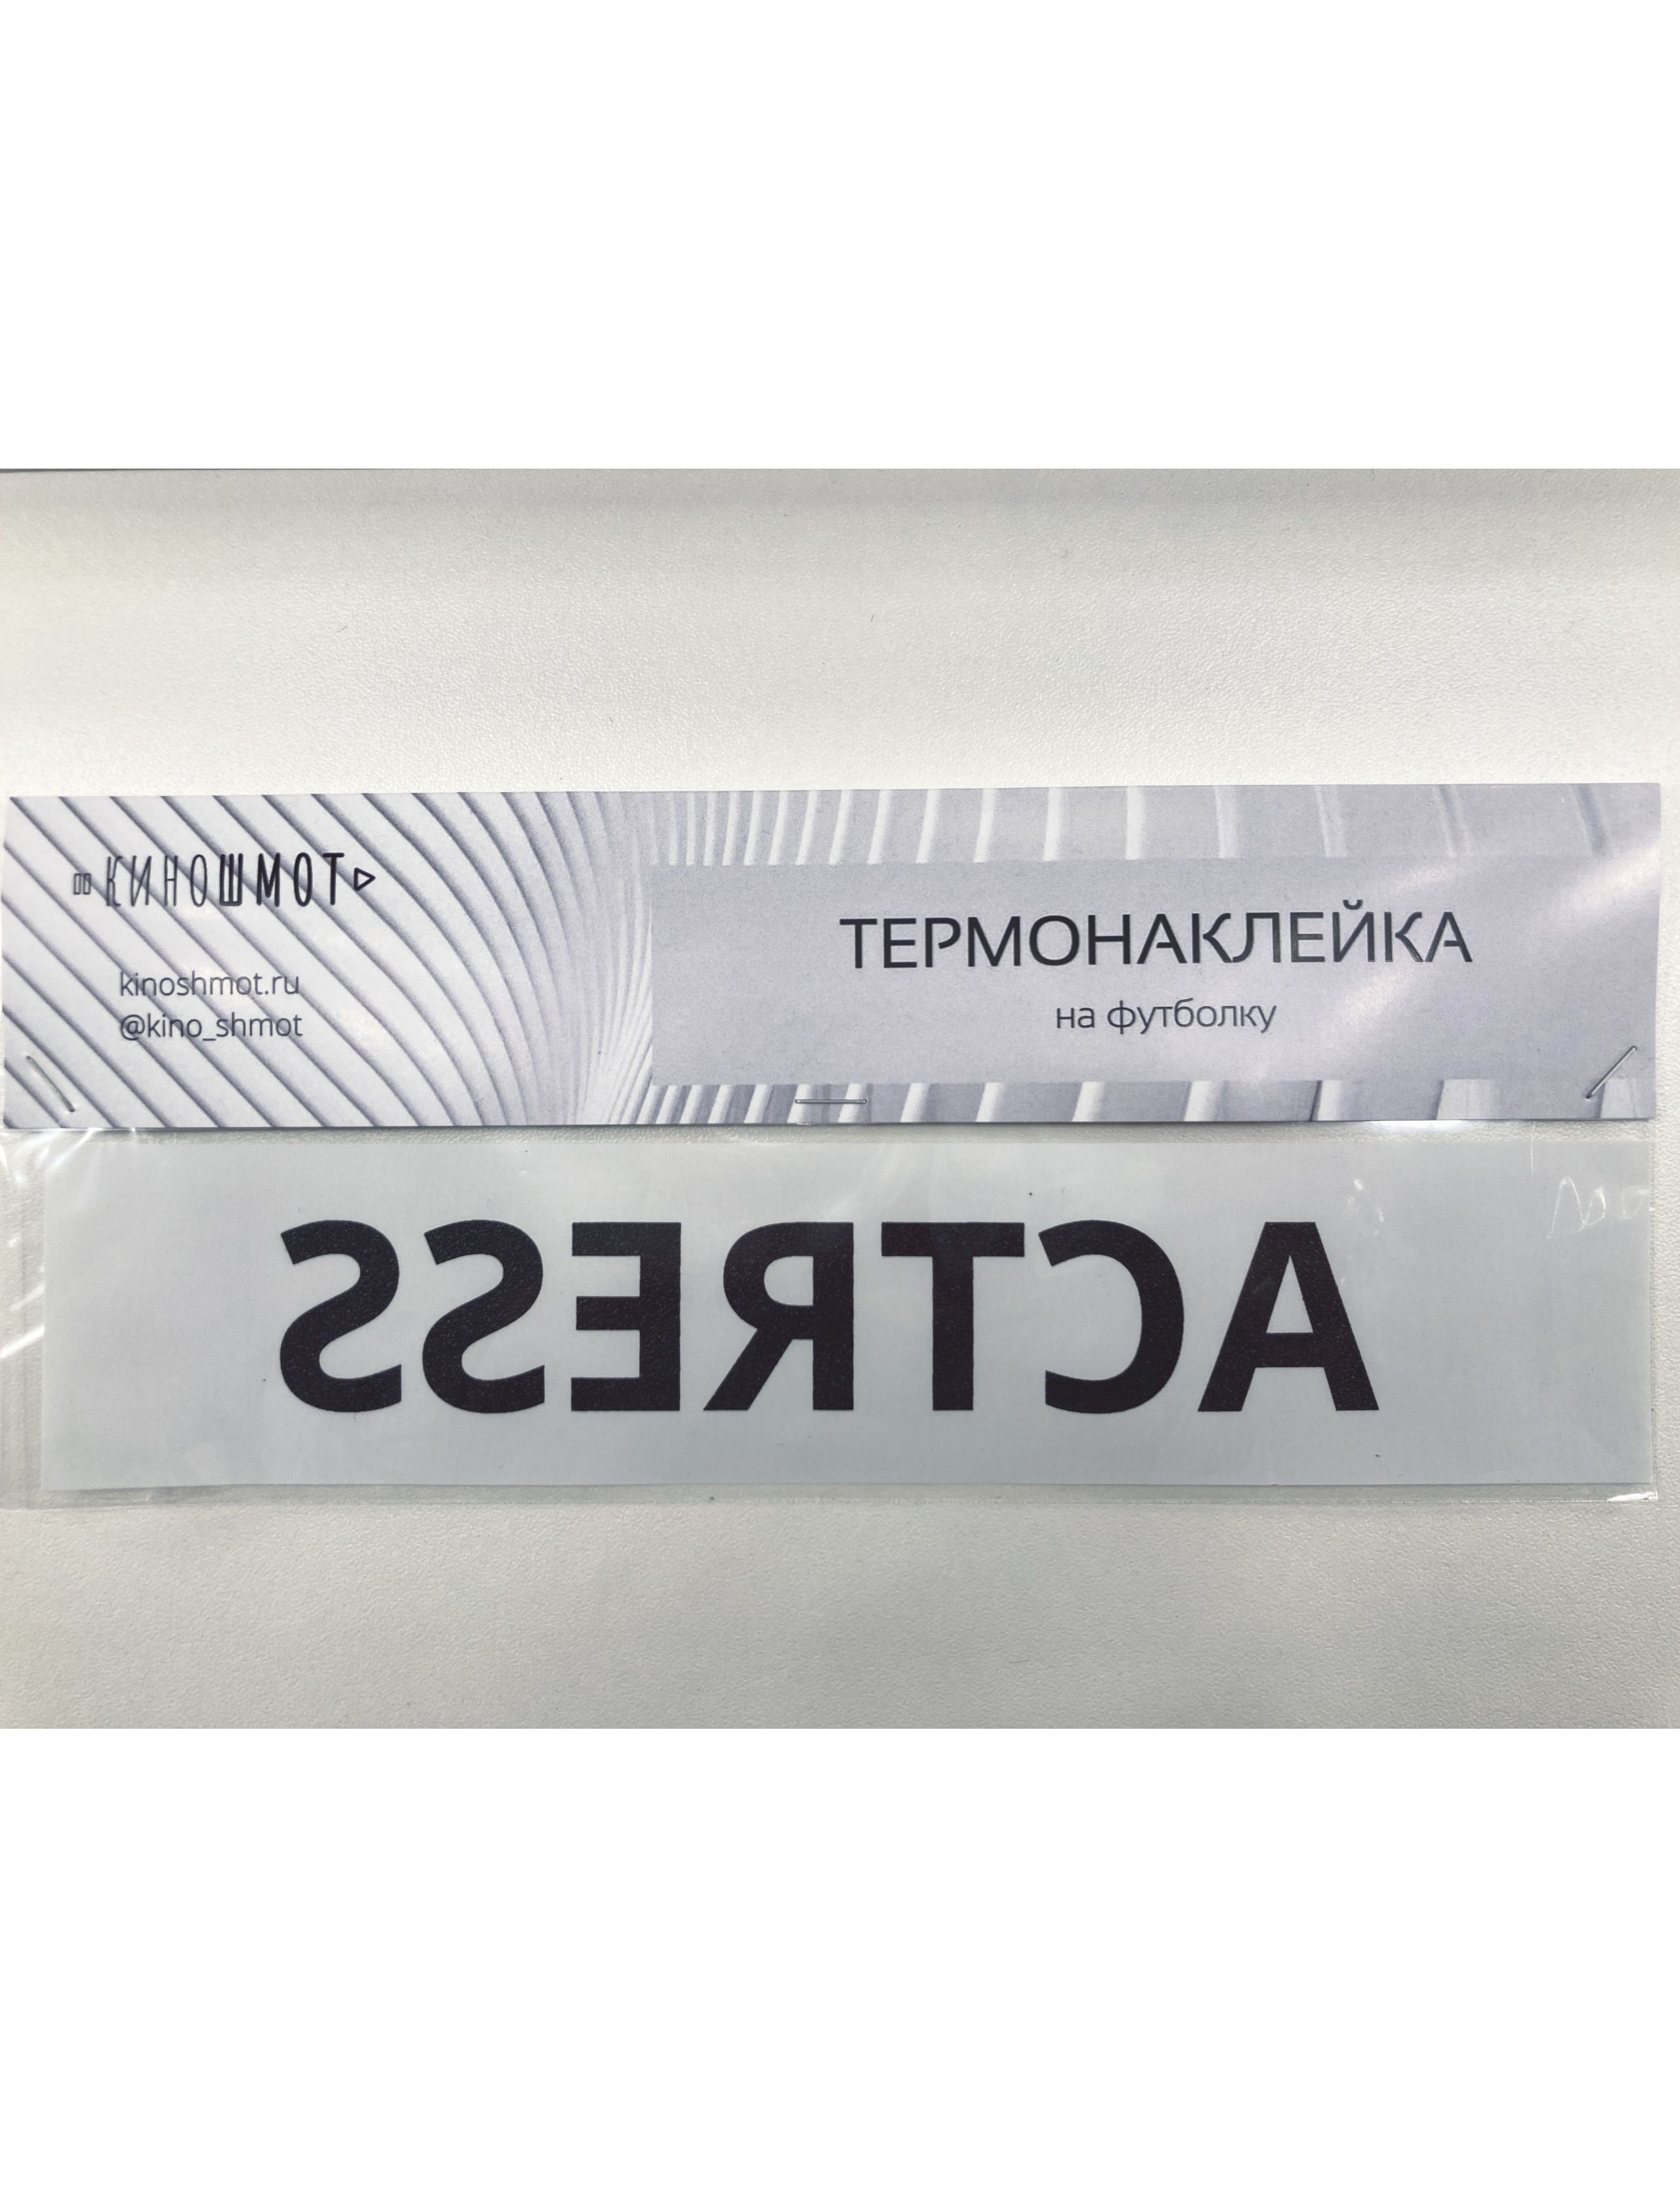 КИНОШМОТ
kinoshmot.ru
@kino_shmot
ТЕРМОНАКЛЕЙКА
на футболку
ACTRESS